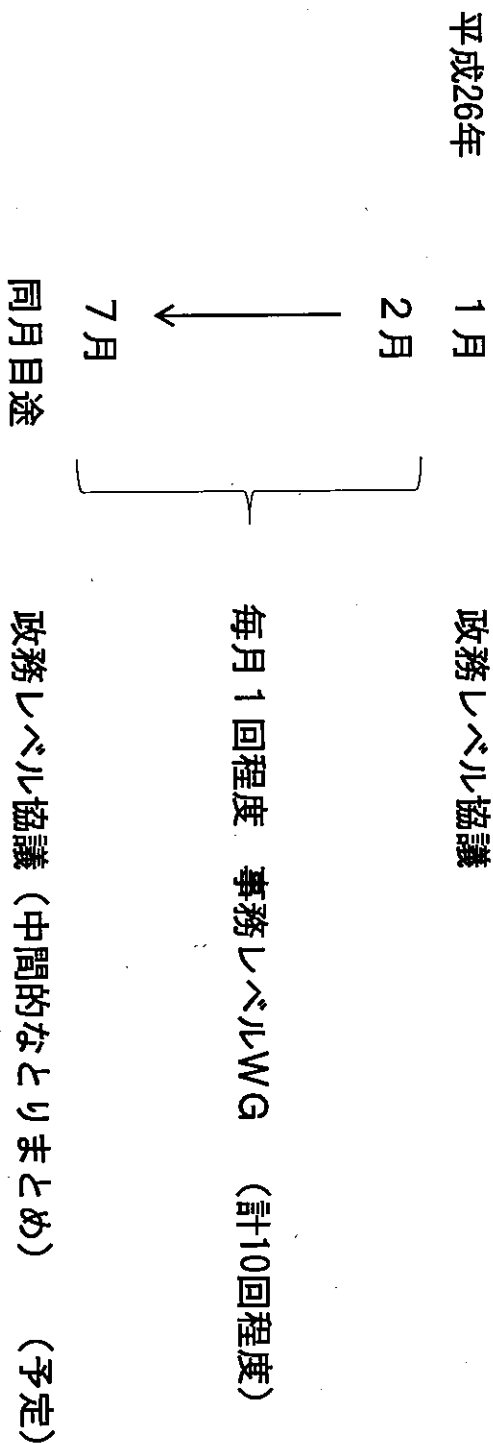 平成26年 1月 政務レベル協議
2月
毎月1回程度 事務レベルWG (計10回程度)
7月
同月目途 政務レベル協議(中間的なとりまとめ) (予定)